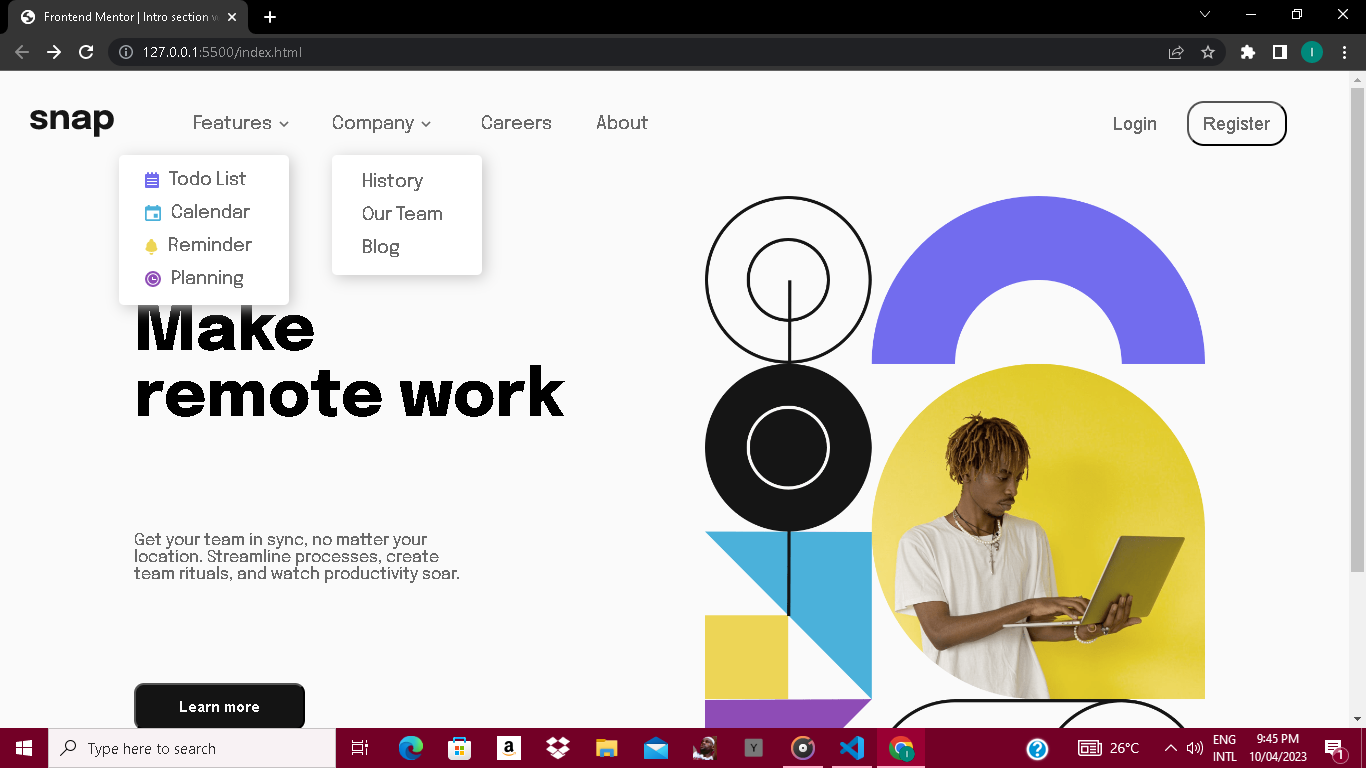 Frontend Mentor | Intro section w
127.0.0.1:5500/index.html
I
snap
Features
Company
Careers
About
Login
Register
Todo List
Calendar
Reminder
Planning
History
Our Team
Blog
Make
remote work
Get your team in sync, no matter your
location. Streamline processes, create
team rituals, and watch productivity soar.
Learn more
Type here to search
a
Y
I
?
26°C
ENG
INTL
9:45 PM
10/04/2023
1